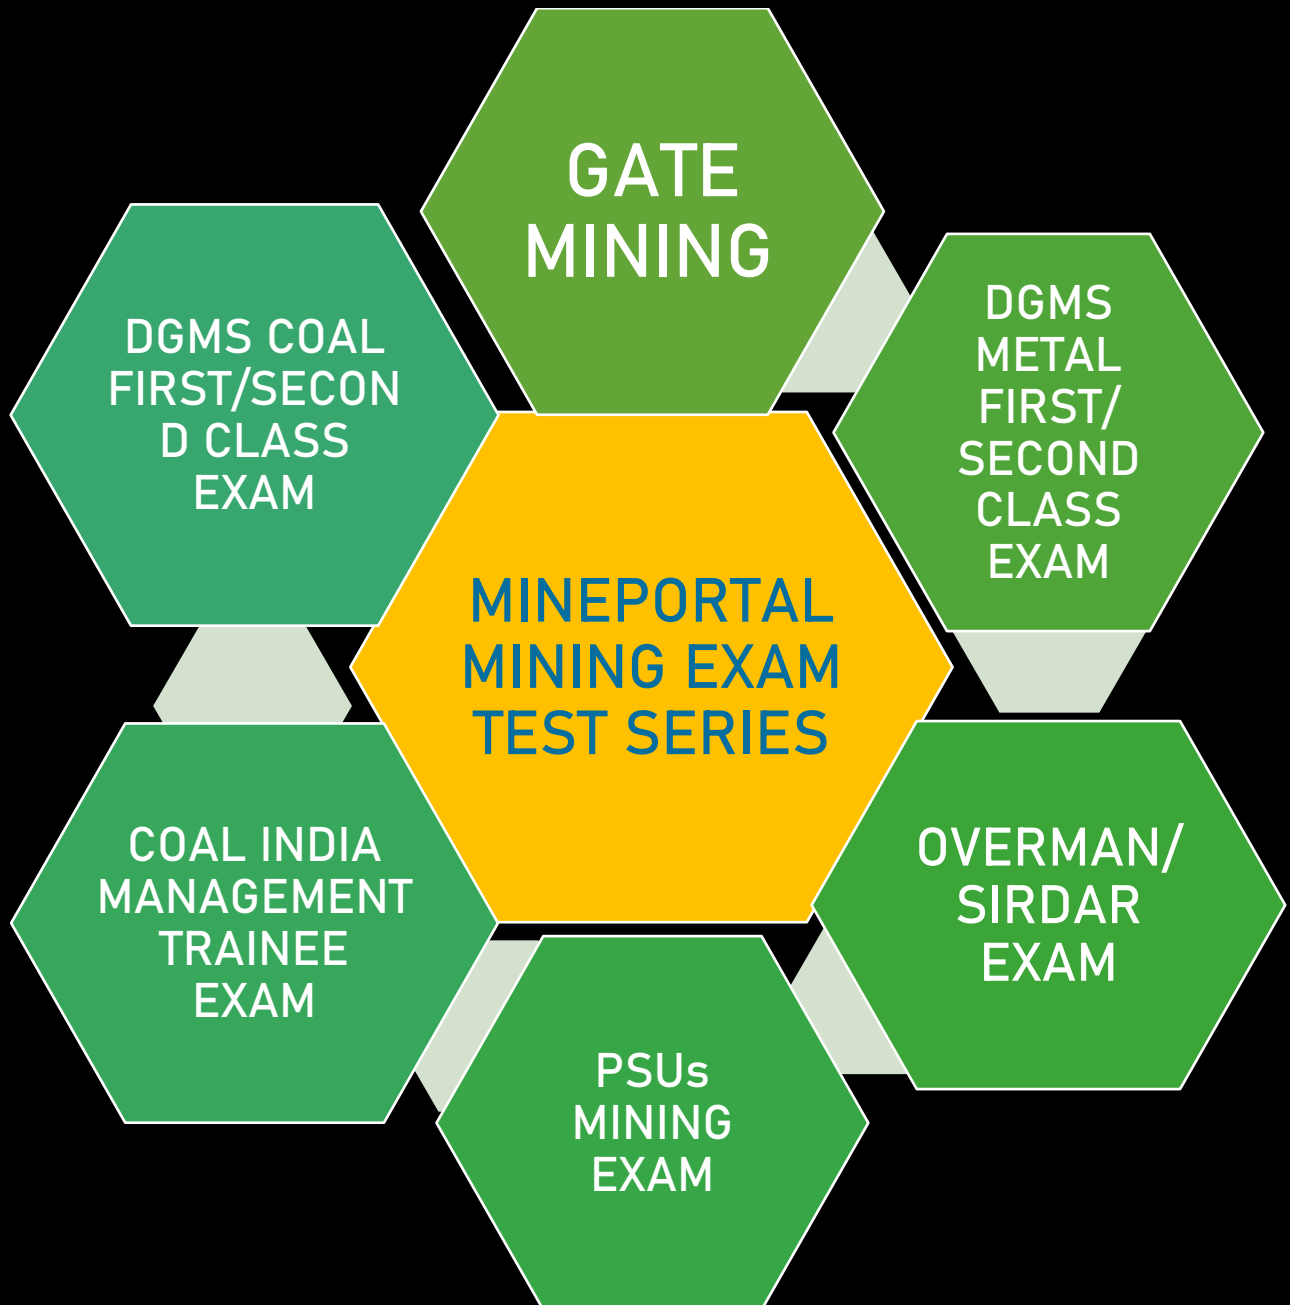 GATE
MINING
DGMS
METAL
FIRST/
SECOND
CLASS
EXAM
DGMS COAL
FIRST/SECON
D CLASS
EXAM
MINEPORTAL
MINING EXAM
TEST SERIES
OVERMAN/
SIRDAR
EXAM
COAL INDIA
MANAGEMENT
TRAINEE
EXAM
PSUs
MINING
EXAM